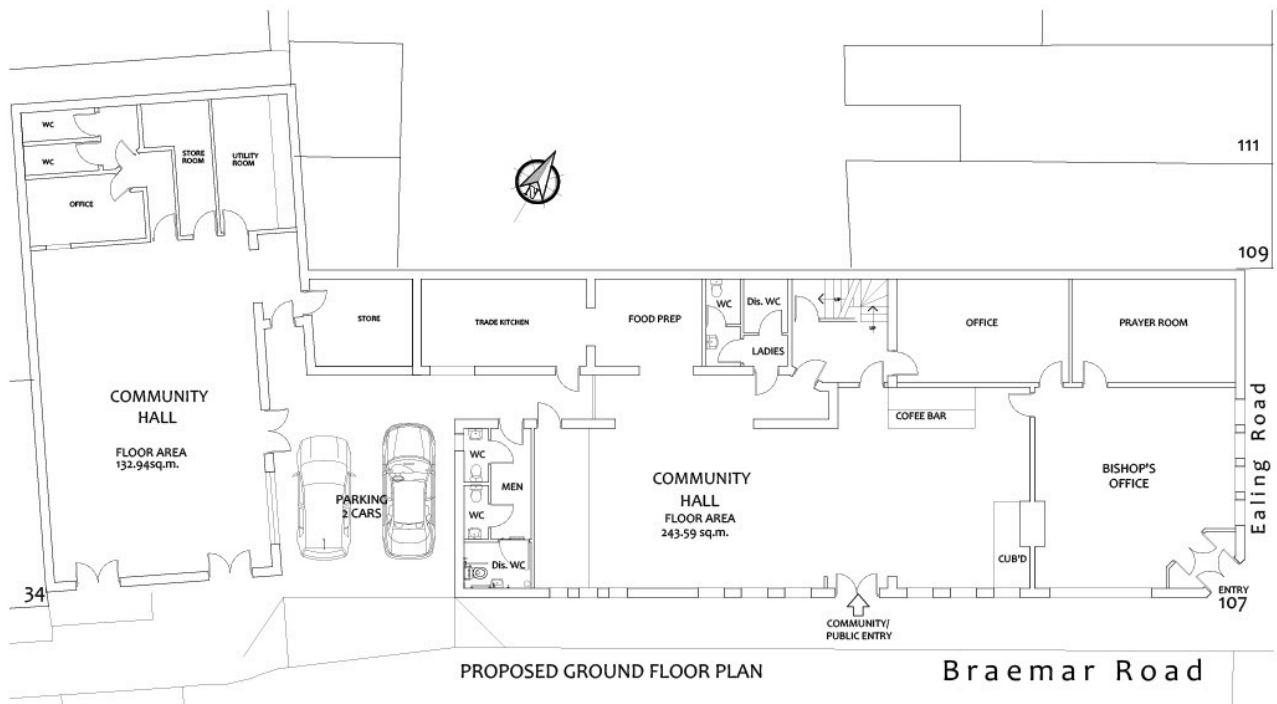 WC
WC
STORE
ROOM
UTILITY
ROOM
OFFICE
111
109
STORE
TRADE KITCHEN
FOOD PREP
WC
Dis. WC
LADIES
OFFICE
PRAYER ROOM
COMMUNITY
HALL
FLOOR AREA
132.94sq.m.
PARKING
2 CARS
WC
MEN
WC
Dis. WC
COMMUNITY
HALL
FLOOR AREA
243.59 sq.m.
COFEE BAR
CUB'D
BISHOP'S
OFFICE
Ealing Road
34
ENTRY
107
COMMUNITY/
PUBLIC ENTRY
PROPOSED GROUND FLOOR PLAN
Braemar Road